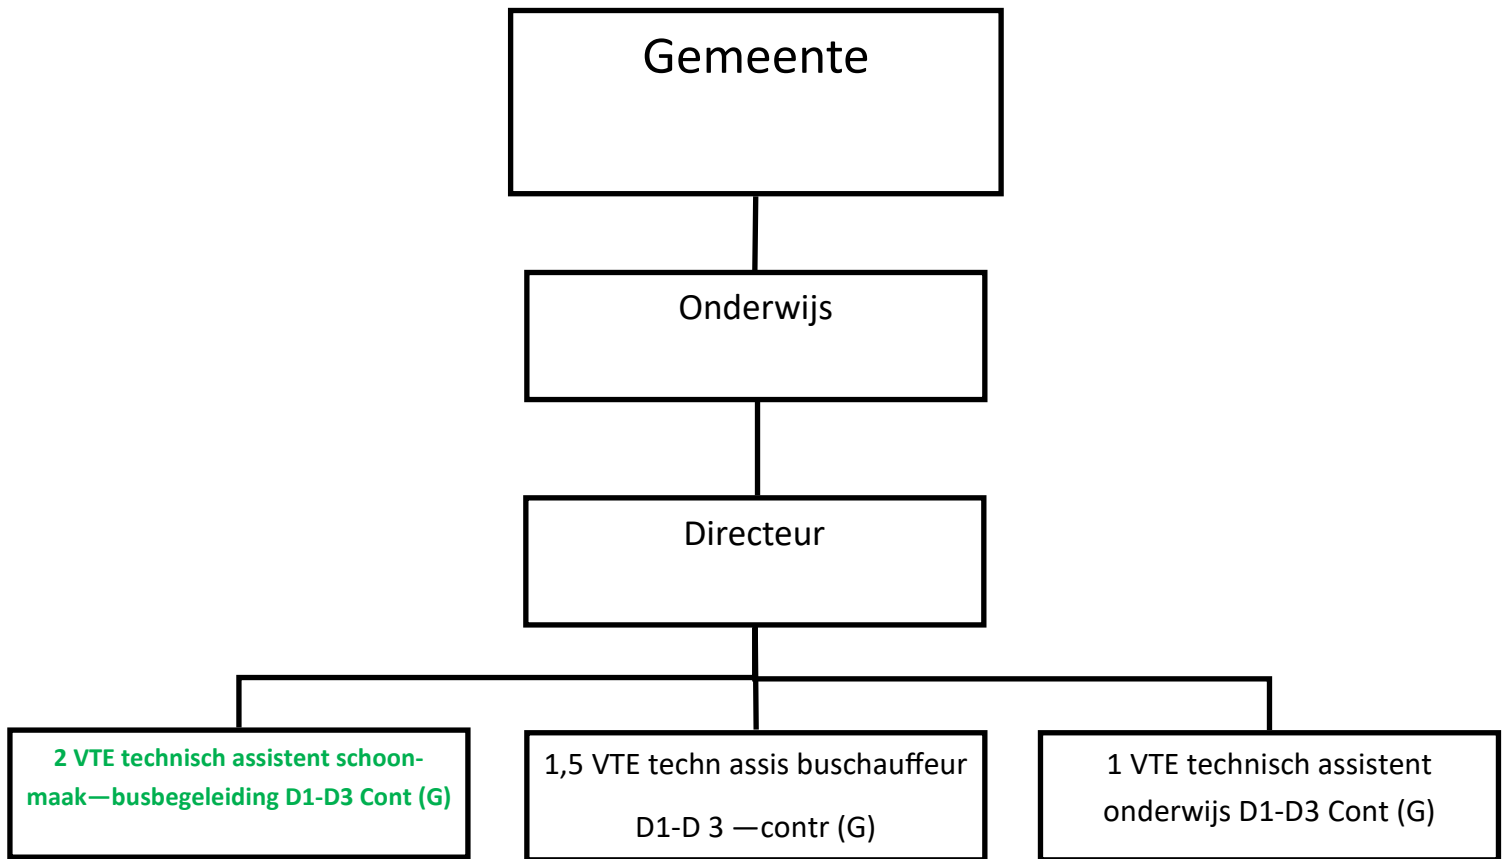 Gemeente
Onderwijs
Directeur
2 VTE technisch assistent schoon-
maak—busbegeleiding D1-D3 Cont (G)
1,5 VTE techn assis buschauffeur
D1-D 3 —contr (G)
1 VTE technisch assistent
onderwijs D1-D3 Cont (G)